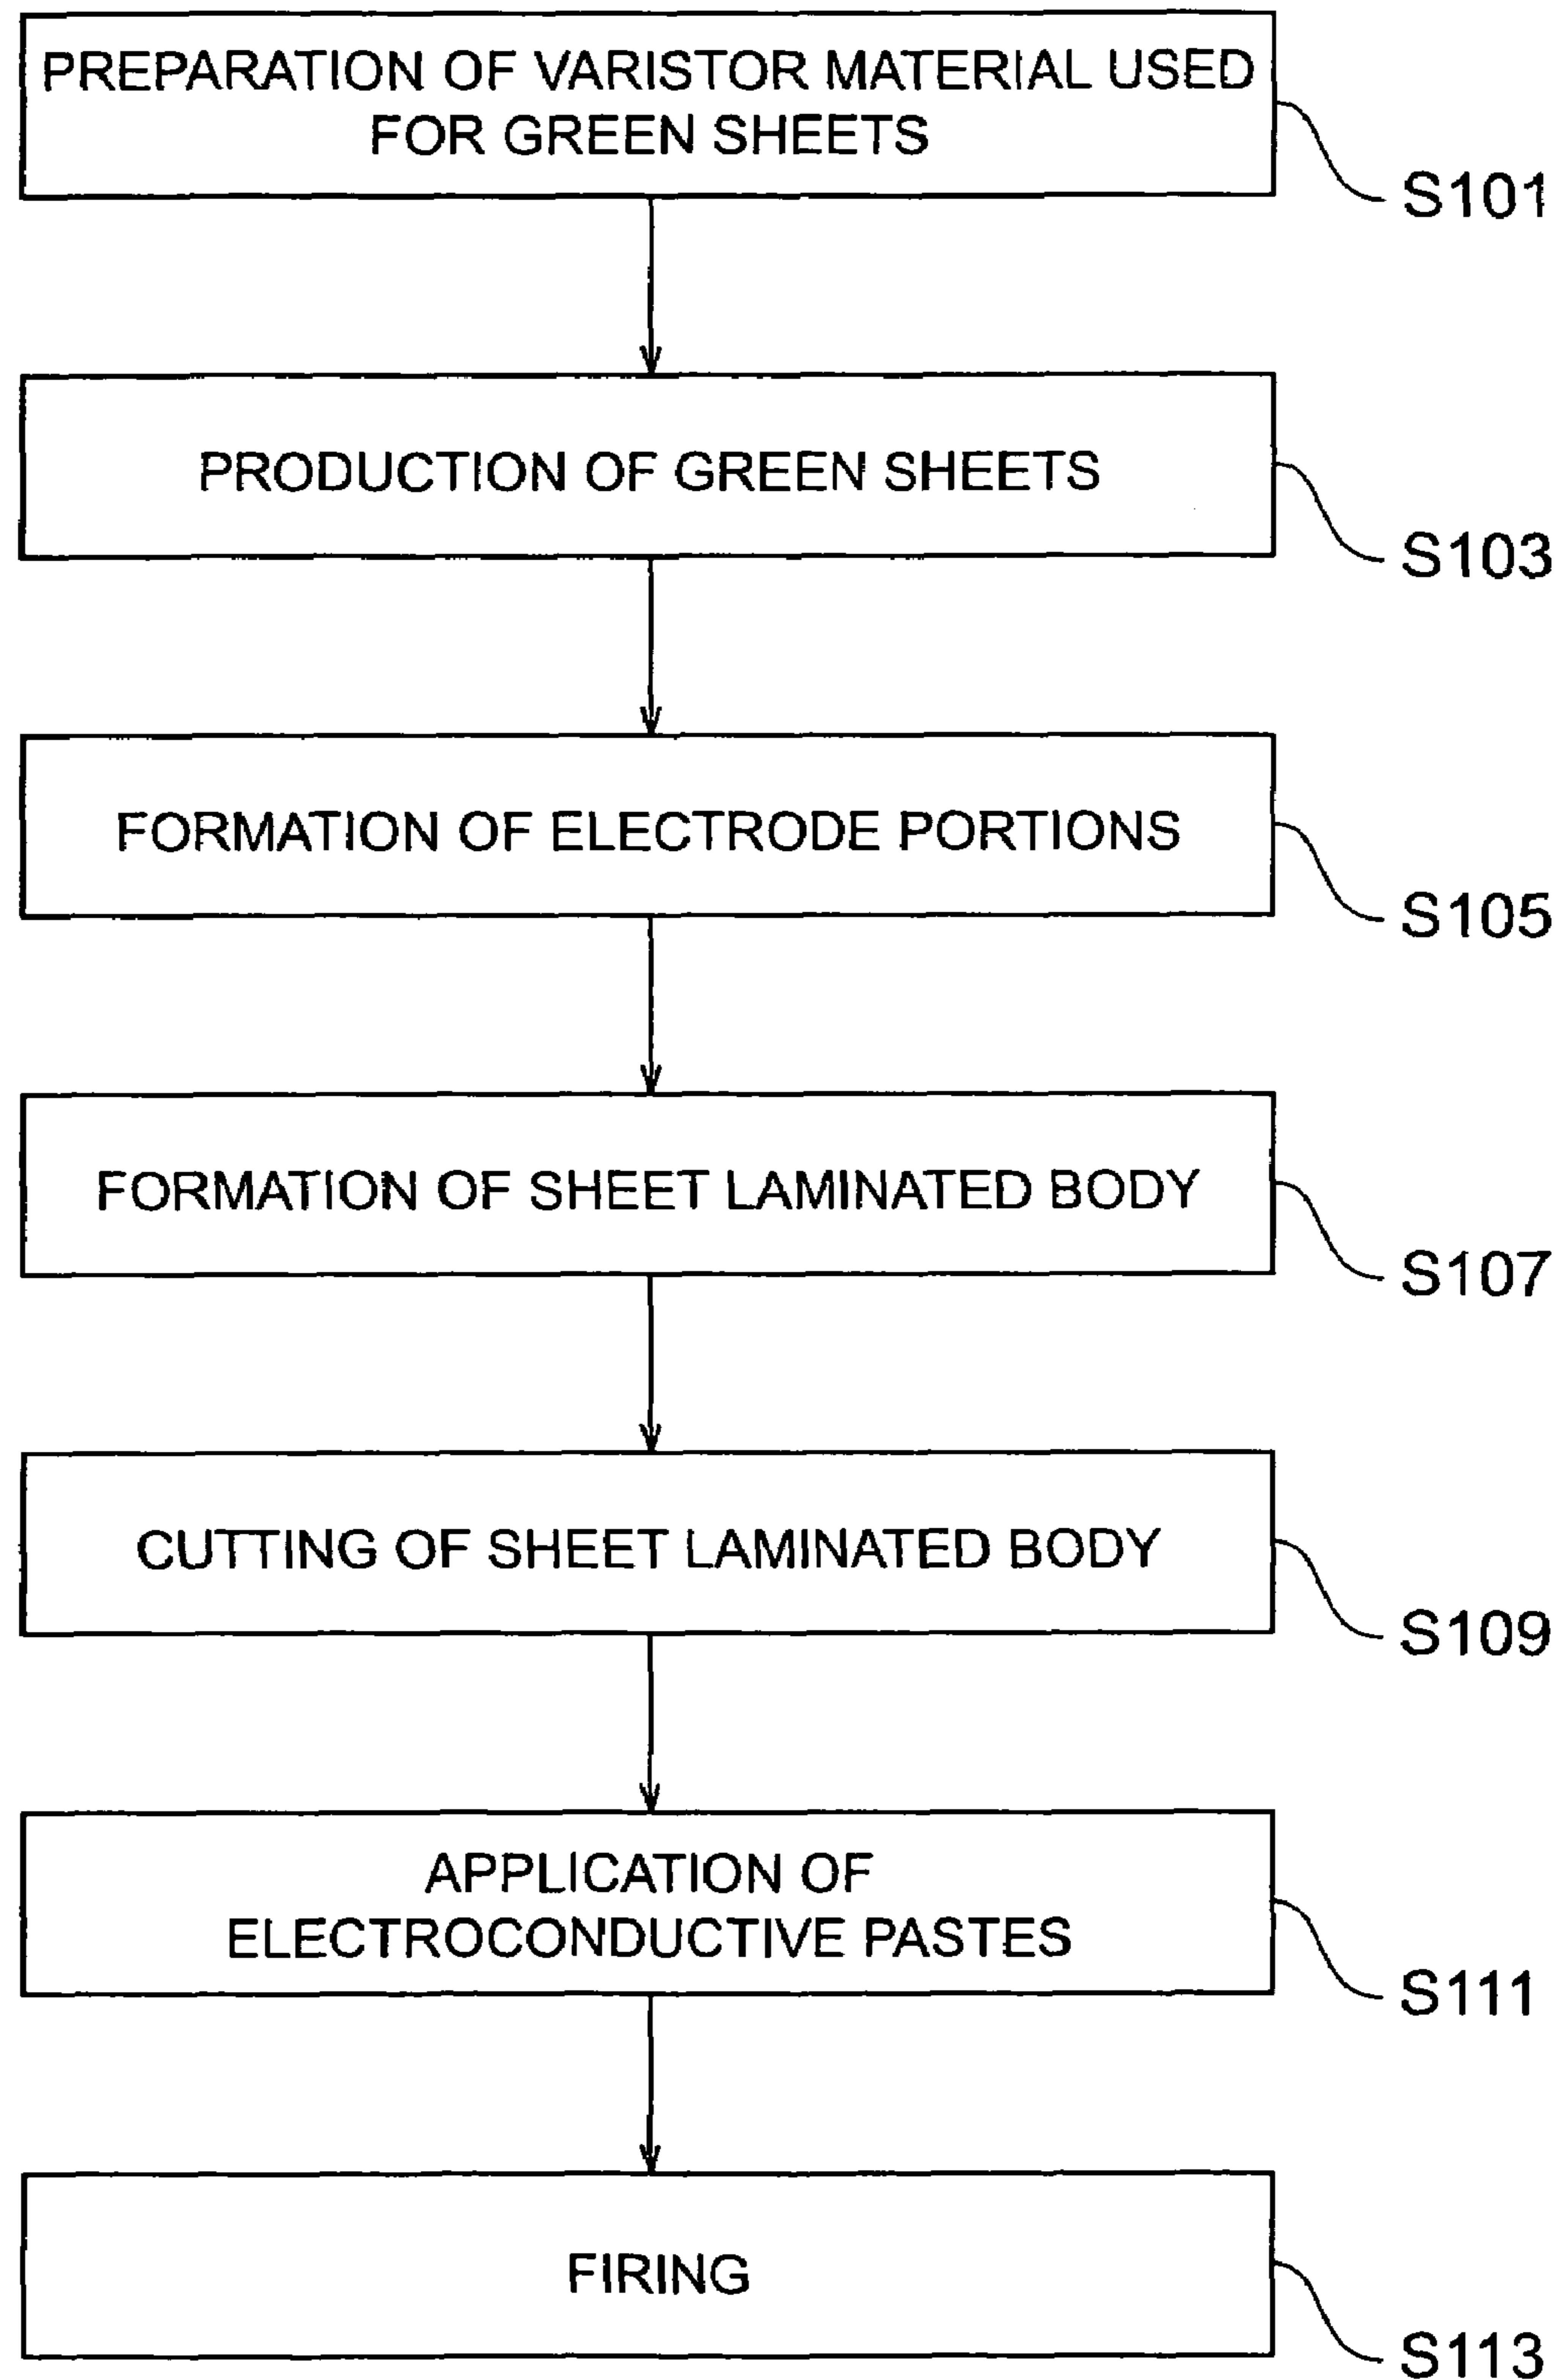 PREPARATION OF VARISTOR MATERIAL USED
FOR GREEN SHEETS
S101
PRODUCTION OF GREEN SHEETS
S103
FORMATION OF ELECTRODE PORTIONS
S105
FORMATION OF SHEET LAMINATED BODY
S107
CUTTING OF SHEET LAMINATED BODY
S109
APPLICATION OF
ELECTROCONDUCTIVE PASTES
S111
FIRING
S113